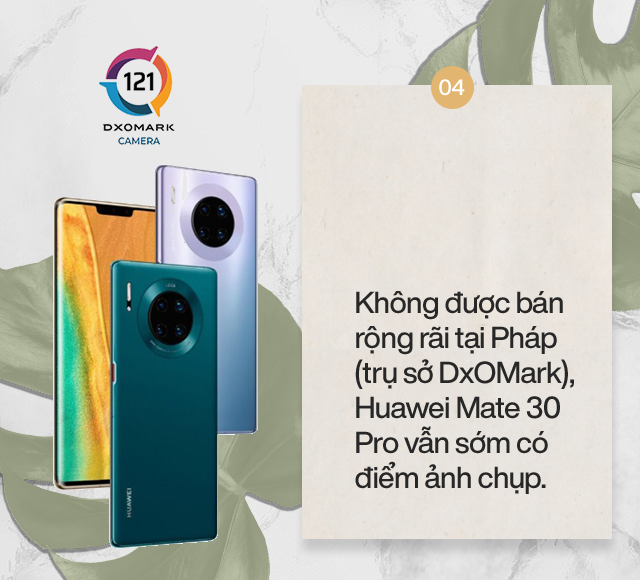 121
DXOMARK
CAMERA
04
LEICA
HUAWEI
Không được bán
rộng rãi tại Pháp
(trụ sở DxOMark),
Huawei Mate 30
Pro vẫn sớm có
điểm ảnh chụp.